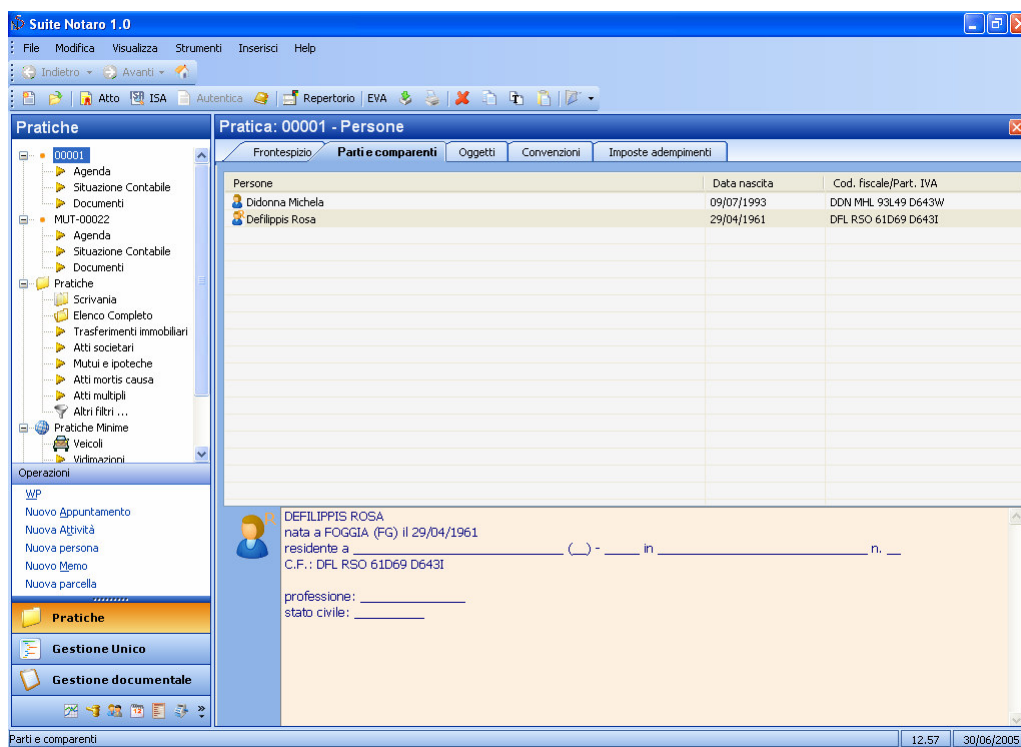 Suite Notaro 1.0
File Modifica Visualizza Strumenti Inserisci Help
Indietro Avanti
Atto ISA Autentica Repertorio EVA
Pratiche
00001
Agenda
Situazione Contabile
Documenti
MUT-00022
Agenda
Situazione Contabile
Documenti
Pratiche
Scrivania
Elenco Completo
Trasferimenti immobiliari
Atti societari
Mutui e ipoteche
Atti mortis causa
Atti multipli
Altri filtri ...
Pratiche Minime
Veicoli
Vidimazioni
Operazioni
WP
Nuovo Appuntamento
Nuova Attività
Nuova persona
Nuovo Memo
Nuova parcella
Pratiche
Gestione Unico
Gestione documentale
Pratica: 00001 - Persone
Frontespizio Parti e comparenti Oggetti Convenzioni Imposte adempimenti
Persone Data nascita Cod. fiscale/Part. IVA
Didonna Michela 09/07/1993 DDN MHL 93L49 D643W
Defilippis Rosa 29/04/1961 DFL RSO 61D69 D643I
R
DEFILIPPIS ROSA
nata a FOGGIA (FG) il 29/04/1961
residente a ______________________________ (__) - _____ in ______________________________ n. __
C.F.: DFL RSO 61D69 D643I
professione: _______________
stato civile: __________
Parti e comparenti 12.57 30/06/2005